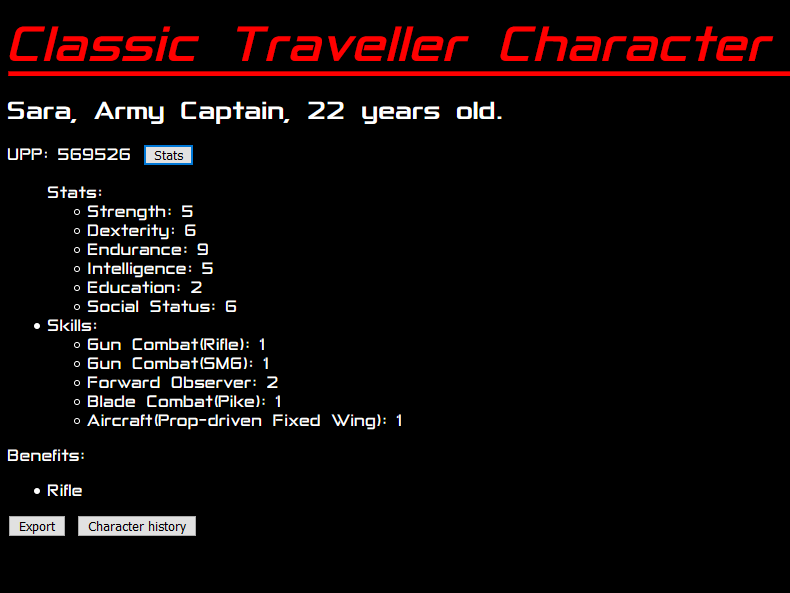 Classic Traveller Character
Sara, Army Captain, 22 years old.
UPP: 569526 Stats
Stats:
Strength: 5
Dexterity: 6
Endurance: 9
Intelligence: 5
Education: 2
Social Status: 6
Skills:
Gun Combat(Rifle): 1
Gun Combat(SMG): 1
Forward Observer: 2
Blade Combat(Pike): 1
Aircraft(Prop-driven Fixed Wing): 1
Benefits:
Rifle
Export Character history